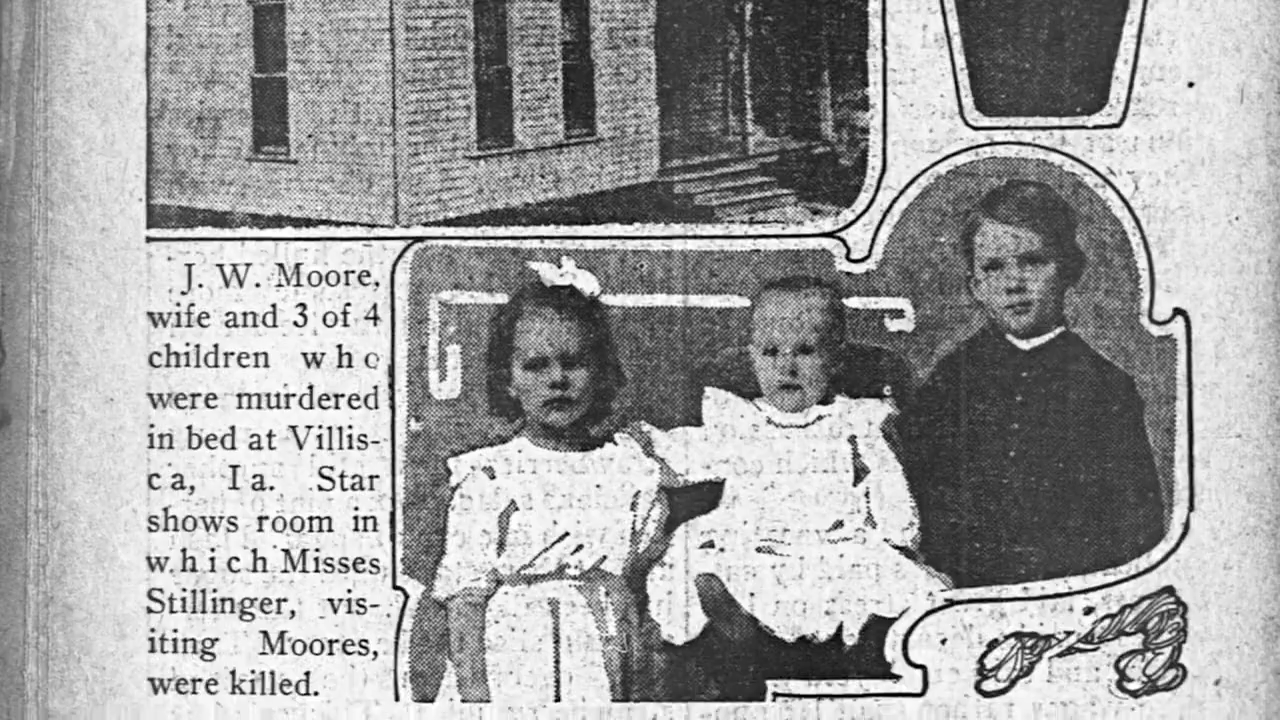 J. W. Moore,
wife and 3 of 4
children who
were murdered
in bed at Villis-
ca, Ia. Star
shows room in
which Misses
Stillinger, vis-
iting Moores,
were killed.